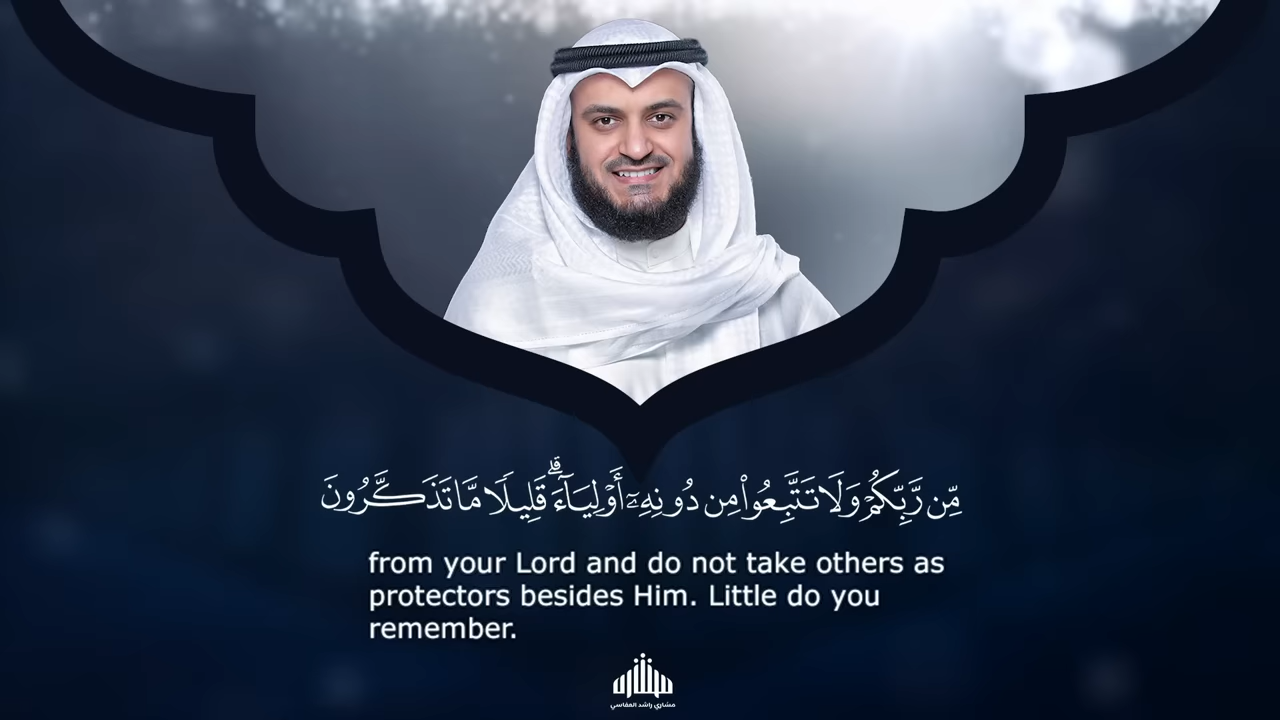 مِّن رَّبِّكُمْ وَلَا تَتَّبِعُوا۟ مِن دُونِهِۦٓ أَوْلِيَآءَ ۗ قَلِيلًا مَّا تَذَكَّرُونَ
from your Lord and do not take others as
protectors besides Him. Little do you
remember.
مشاري راشد العفاسي